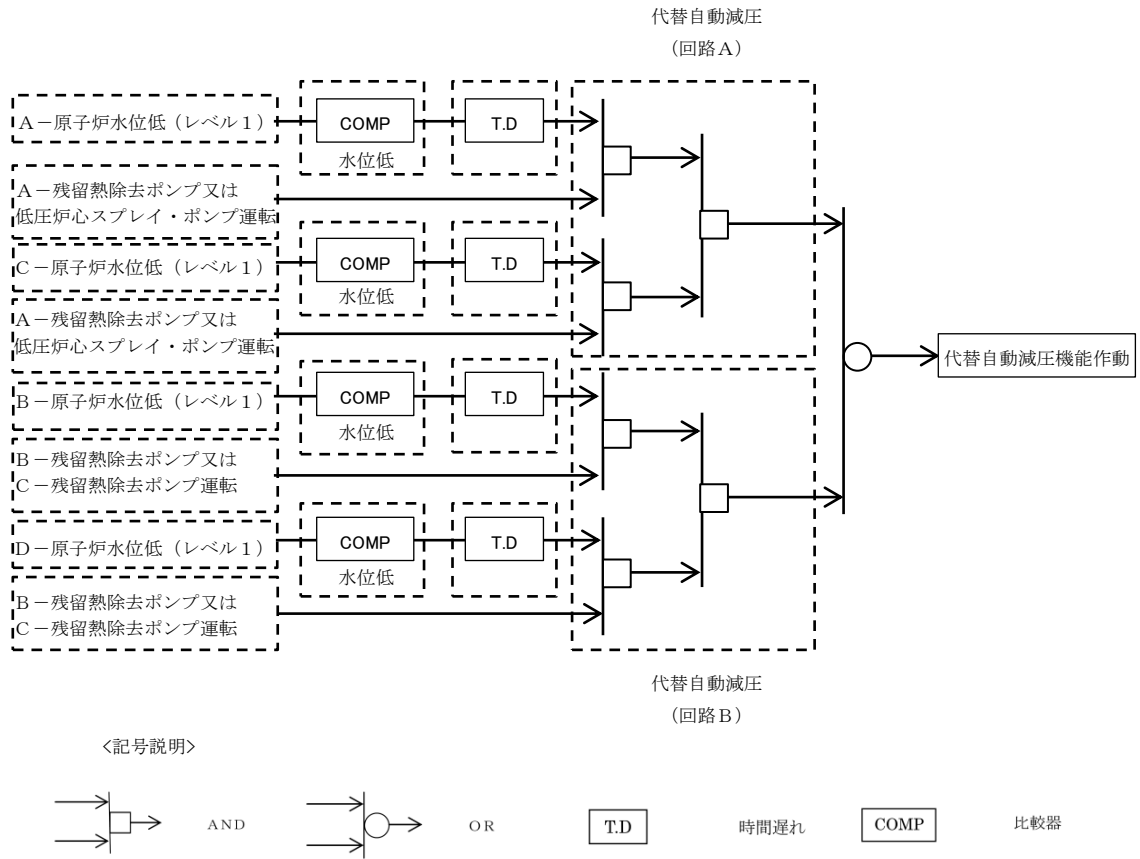 代替自動減圧
（回路A）
A－原子炉水位低（レベル１）
COMP
T.D
水位低
A－残留熱除去ポンプ又は
低圧炉心スプレイ・ポンプ運転
C－原子炉水位低（レベル１）
COMP
T.D
水位低
A－残留熱除去ポンプ又は
低圧炉心スプレイ・ポンプ運転
代替自動減圧機能作動
B－原子炉水位低（レベル１）
COMP
T.D
水位低
B－残留熱除去ポンプ又は
C－残留熱除去ポンプ運転
D－原子炉水位低（レベル１）
COMP
T.D
水位低
B－残留熱除去ポンプ又は
C－残留熱除去ポンプ運転
代替自動減圧
（回路B）
<記号説明>
AND
OR
T.D
時間遅れ
COMP
比較器